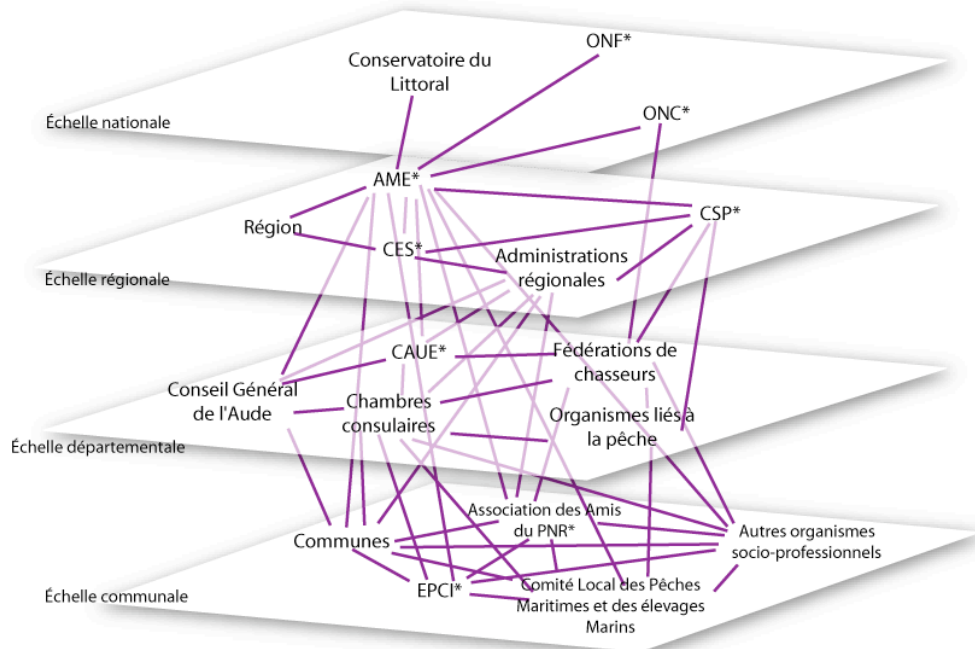 ONF*
Conservatoire du
Littoral
ONC*
Échelle nationale
AME*
CSP*
Région
CES*
Administrations
régionales
Échelle régionale
CAUE*
Fédérations de
chasseurs
Conseil Général
de l'Aude
Chambres
consulaires
Organismes liés à
la pêche
Échelle départementale
Association des Amis
du PNR*
Communes
Autres organismes
socio-professionnels
EPCI*
Comité Local des Pêches
Maritimes et des élevages
Marins
Échelle communale